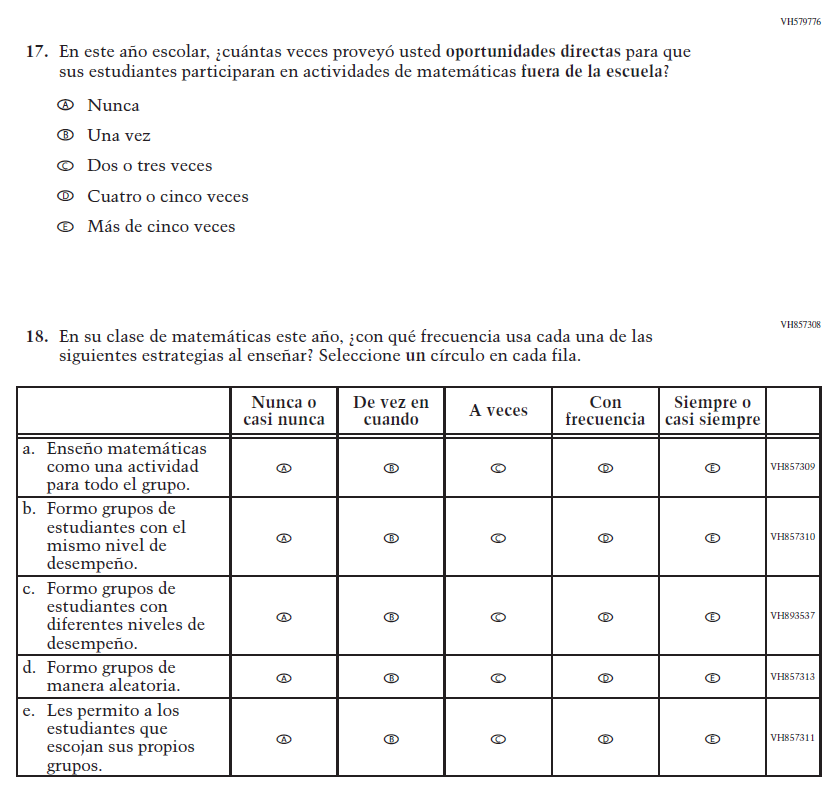 VH579776
17. En este año escolar, ¿cuántas veces proveyó usted oportunidades directas para que
sus estudiantes participaran en actividades de matemáticas fuera de la escuela?
A Nunca
B Una vez
C Dos o tres veces
D Cuatro o cinco veces
E Más de cinco veces
VH857308
18. En su clase de matemáticas este año, ¿con qué frecuencia usa cada una de las
siguientes estrategias al enseñar? Seleccione un círculo en cada fila.
Nunca o
casi nunca
De vez en
cuando
A veces
Con
frecuencia
Siempre o
casi siempre
a. Enseño matemáticas
como una actividad
para todo el grupo.
A B C D E VH857309
b. Formo grupos de
estudiantes con el
mismo nivel de
desempeño.
A B C D E VH857310
c. Formo grupos de
estudiantes con
diferentes niveles de
desempeño.
A B C D E VH893537
d. Formo grupos de
manera aleatoria.
A B C D E VH857313
e. Les permito a los
estudiantes que
escojan sus propios
grupos.
A B C D E VH857311